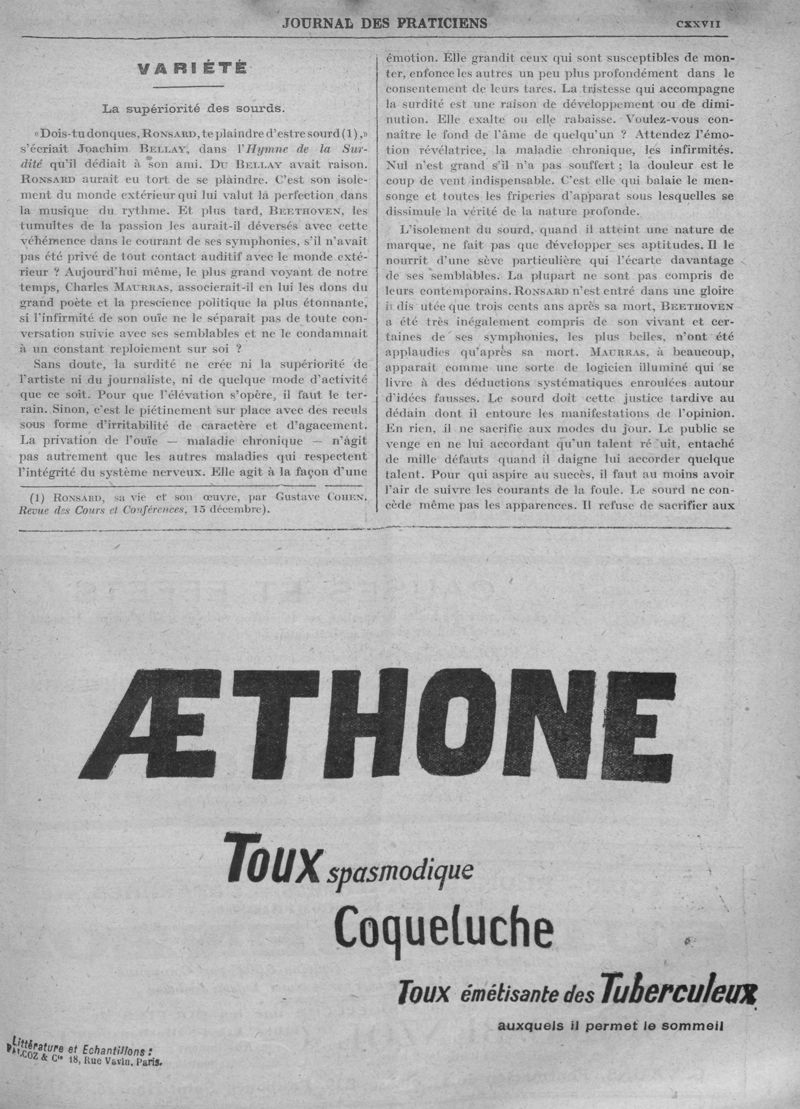 JOURNAL DES PRATICIENS
CXXVII
VARIÉTÉ
La supériorité des sourds.
«Dois-tu donques, RONSARD, te plaindre d'estre sourd (1),»
s'écriait Joachim BELLAY, dans l'Hymne de la Sur-
dité qu'il dédiait à son ami. DU BELLAY avait raison.
RONSARD aurait eu tort de se plaindre. C'est son isole-
ment du monde extérieur qui lui valut la perfection dans
la musique du rythme. Et plus tard, BEETHOVEN, les
tumultes de la passion les aurait-il déversés avec cette
véhémence dans le courant de ses symphonies, s'il n'avait
pas été privé de tout contact auditif avec le monde exté-
rieur ? Aujourd'hui même, le plus grand voyant de notre
temps, Charles MAURRAS, associerait-il en lui les dons du
grand poète et la prescience politique la plus étonnante,
si l'infirmité de son ouïe ne le séparait pas de toute con-
versation suivie avec ses semblables et ne le condamnait
à un constant reploiement sur soi ?
Sans doute, la surdité ne crée ni la supériorité de
l'artiste ni du journaliste, ni de quelque mode d'activité
que ce soit. Pour que l'élévation s'opère, il faut le ter-
rain. Sinon, c'est le piétinement sur place avec des reculs
sous forme d'irritabilité de caractère et d'agacement.
La privation de l'ouïe — maladie chronique — n'âgit
pas autrement que les autres maladies qui respectent
l'intégrité du système nerveux. Elle agit à la façon d'une
(1) RONSARD, sa vie et son œuvre, par Gustave COHEN,
Revue des Cours et Conférences, 15 décembre).
émotion. Elle grandit ceux qui sont susceptibles de mon-
ter, enfonce les autres un peu plus profondément dans le
consentement de leurs tares. La tristesse qui accompagne
la surdité est une raison de développement ou de dimi-
nution. Elle exalte ou elle rabaisse. Voulez-vous con-
naître le fond de l'âme de quelqu'un ? Attendez l'émo-
tion révélatrice, la maladie chronique, les infirmités.
Nul n'est grand s'il n'a pas souffert ; la douleur est le
coup de vent indispensable. C'est elle qui balaie le men-
songe et toutes les friperies d'apparat sous lesquelles se
dissimule la vérité de la nature profonde.
L'isolement du sourd, quand il atteint une nature de
marque, ne fait pas que développer ses aptitudes. Il le
nourrit d'une sève particulière qui l'écarte davantage
de ses semblables. La plupart ne sont pas compris de
leurs contemporains. RONSARD n'est entré dans une gloire
i dis utée que trois cents ans après sa mort, BEETHOVEN
a été très inégalement compris de son vivant et cer-
taines de ses symphonies, les plus belles, n'ont été
applaudies qu'après sa mort. MAURRAS, à beaucoup,
apparait comme une sorte de logicien illuminé qui se
livre à des déductions systématiques enroulées autour
d'idées fausses. Le sourd doit cette justice tardive au
dédain dont il entoure les manifestations de l'opinion.
En rien, il ne sacrifie aux modes du jour. Le public se
venge en ne lui accordant qu'un talent ré uit, entaché
de mille défauts quand il daigne lui accorder quelque
talent. Pour qui aspire au succès, il faut au moins avoir
l'air de suivre les courants de la foule. Le sourd ne con-
cède même pas les apparences. Il refuse de sacrifier aux
ÆTHONE
Toux spasmodique
Coqueluche
Toux émétisante des Tuberculeux
auxquels il permet le sommeil
Littérature et Echantillons :
& Cie 18, Rue Vavin, Paris.